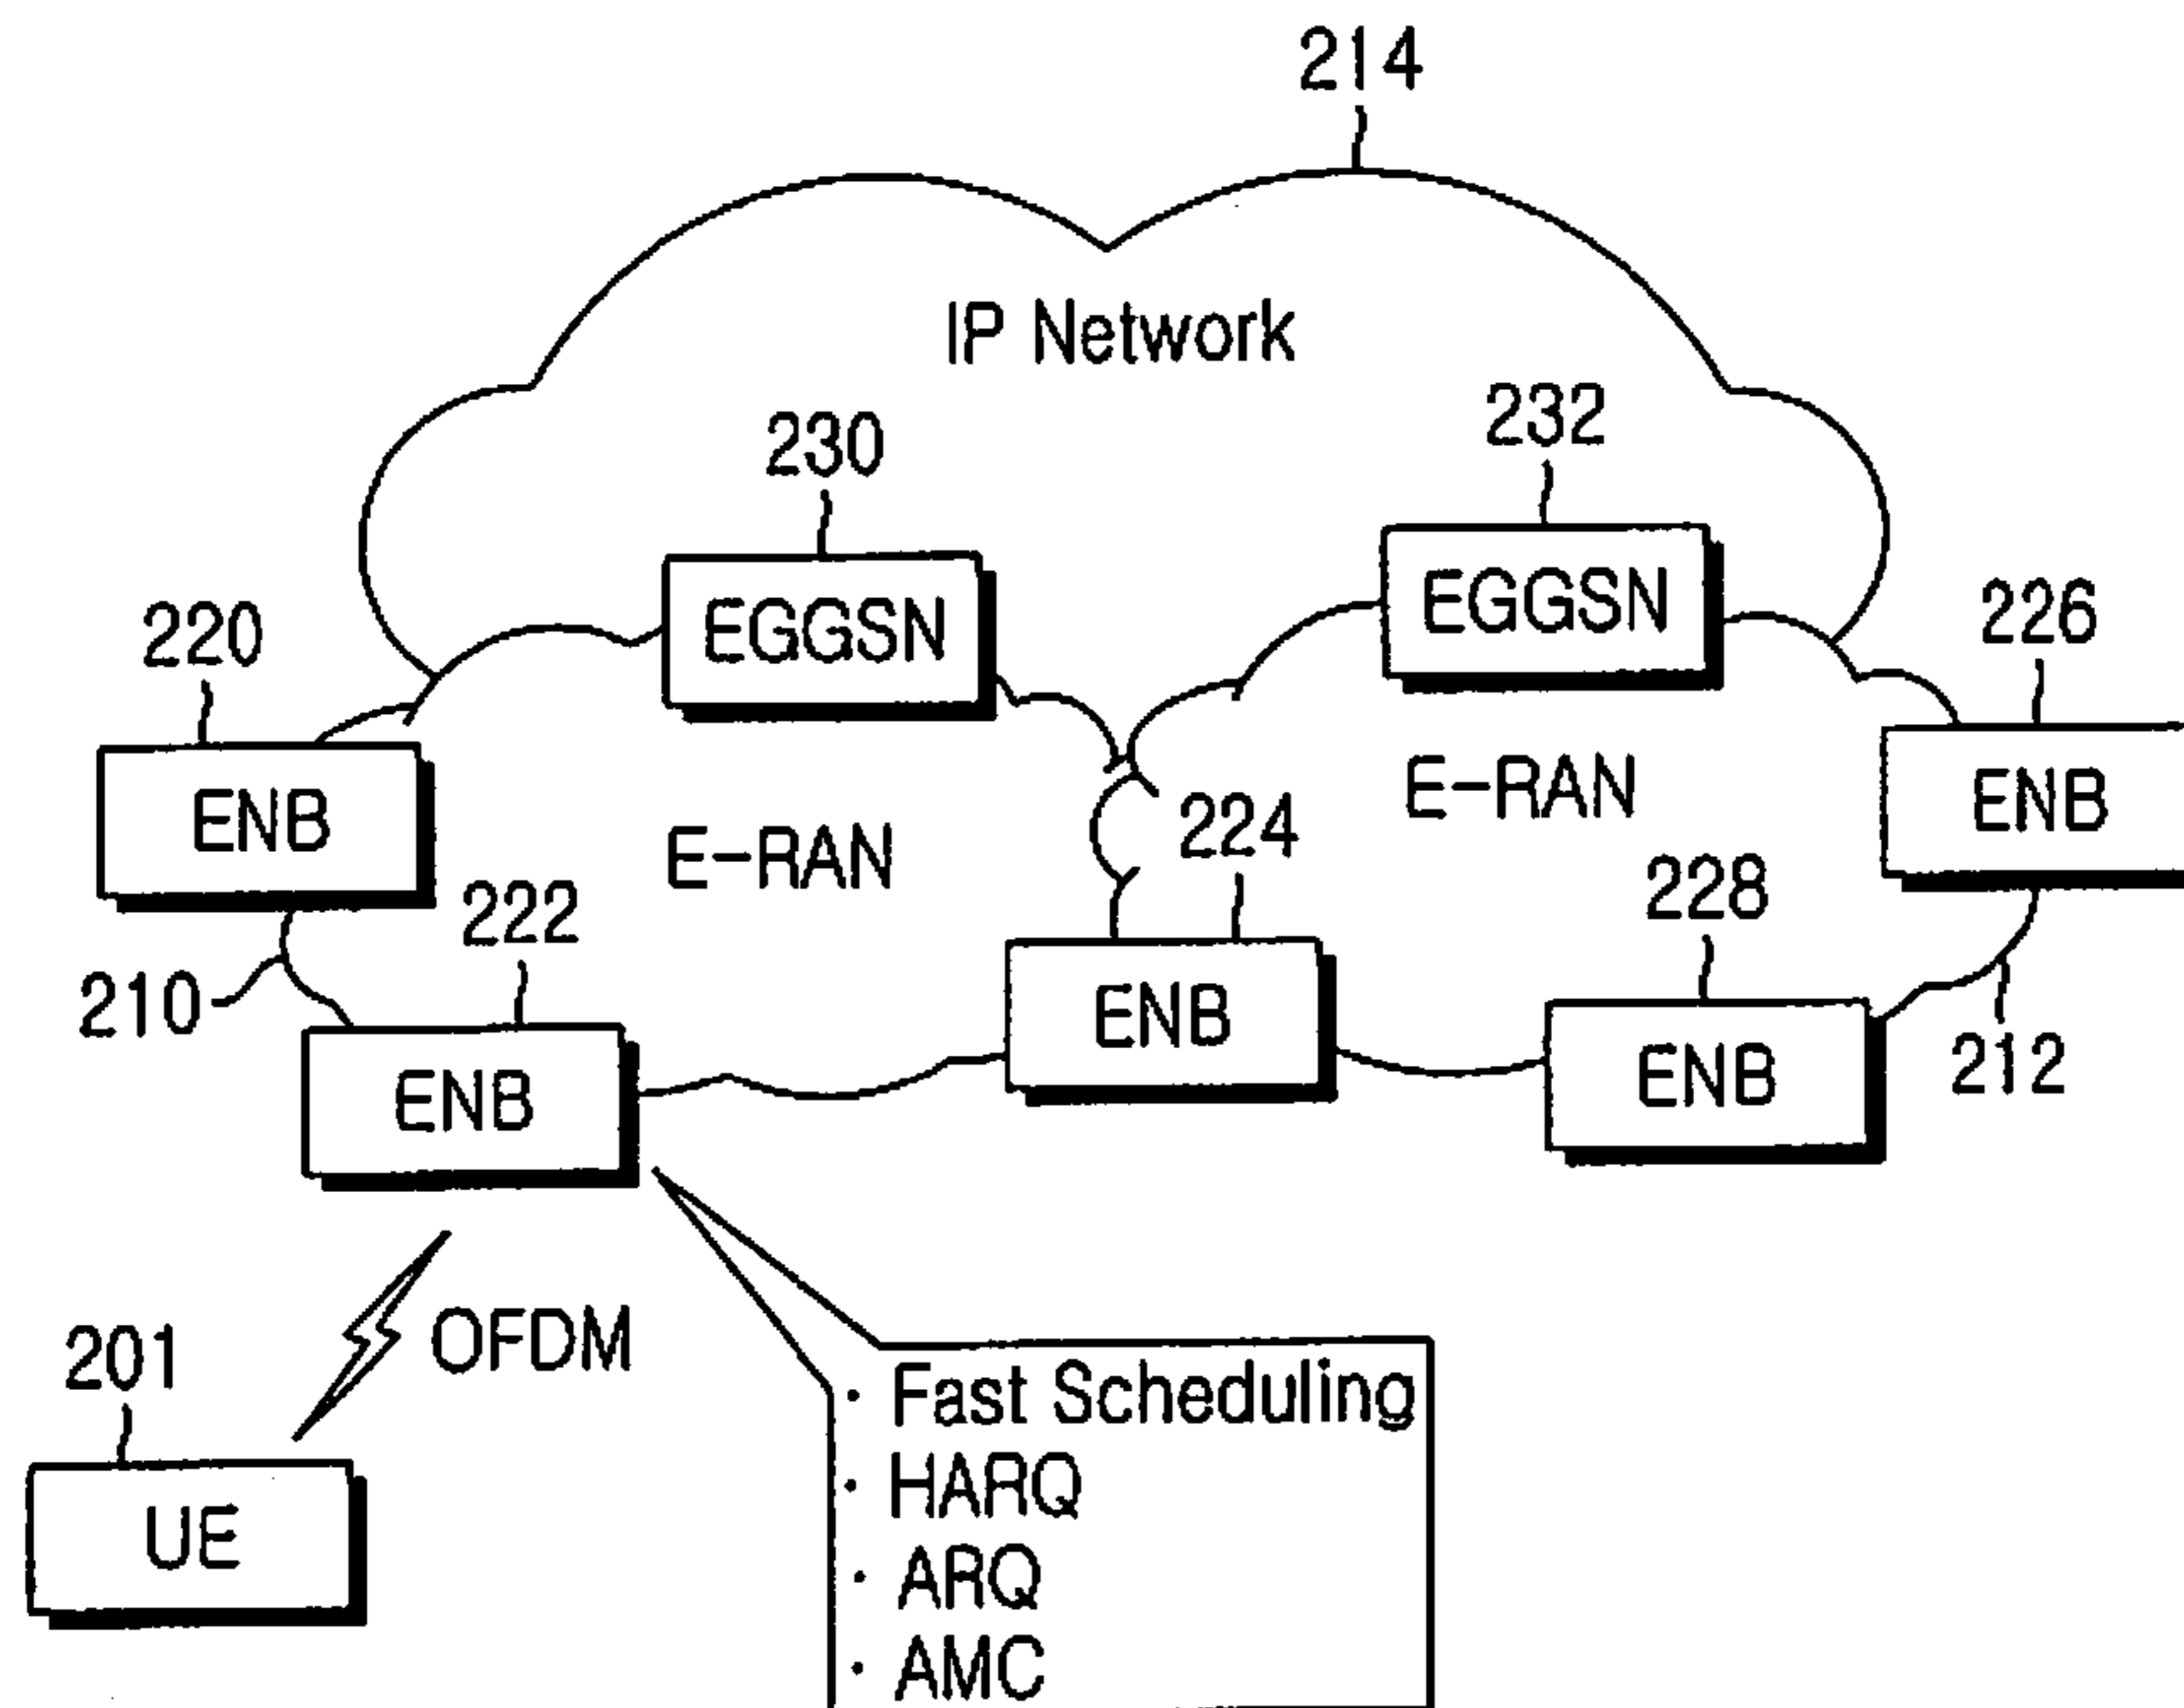 214
IP Network
230
232
EGGSN
EGGSN
220
226
ENB
E-RAN
E-RAN
ENB
222
224
228
210
ENB
ENB
ENB
212
201
OFDM
UE
· Fast Scheduling
· HARQ
· ARQ
· AMC